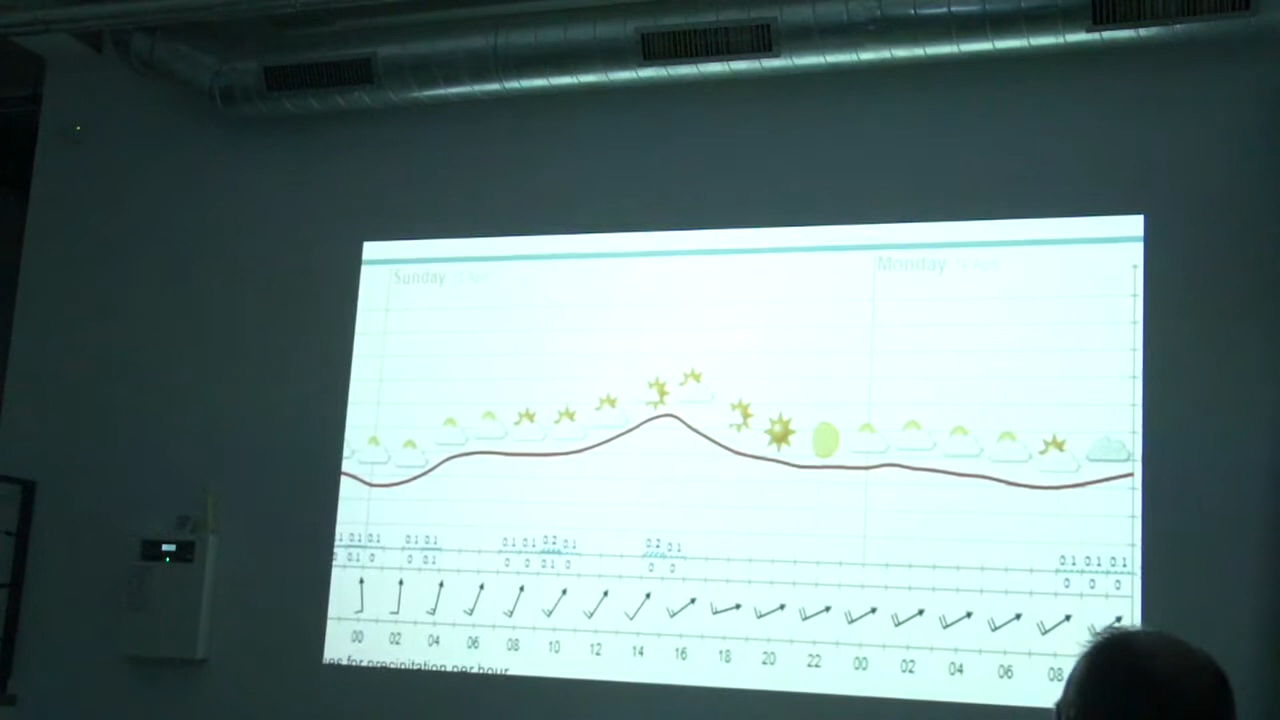 Sunday
Monday
0.1 0.1 0.1 0.1 0.1 0.1 0.2 0.1 0.2 0.1 0.1 0.1 0.1
0 0.1 0 0 0.1 0 0 0.1 0 0 0 0 0 0
00 02 04 06 08 10 12 14 16 18 20 22 00 02 04 06 08
es for precipitation per hour